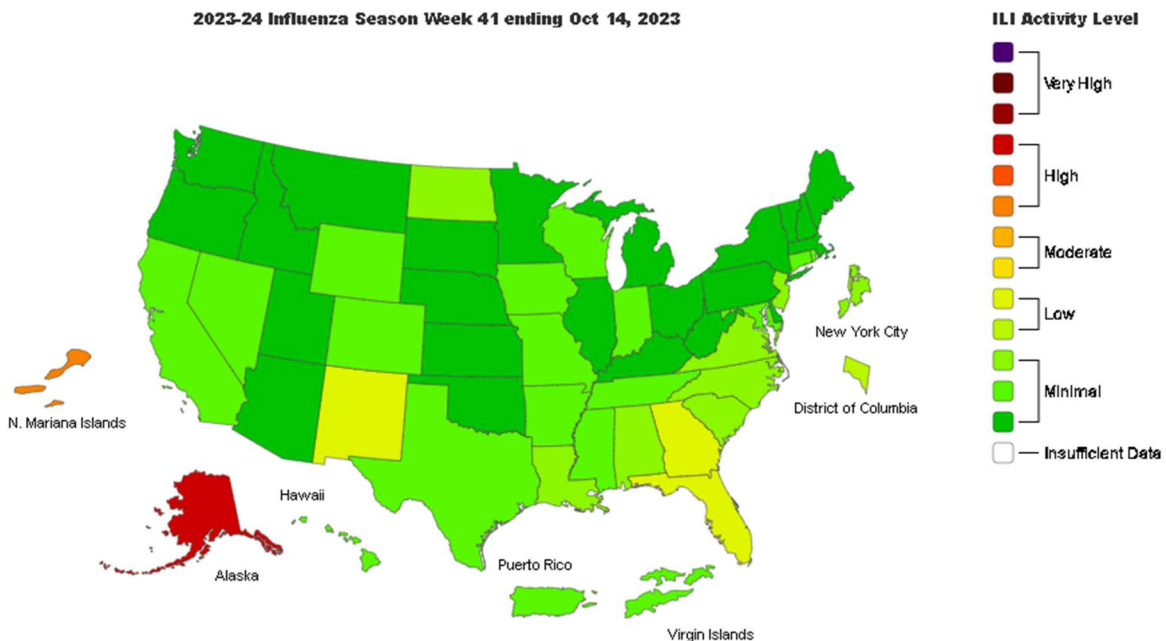 2023-24 Influenza Season Week 41 ending Oct 14, 2023
ILI Activity Level
Very High
High
Moderate
Low
Minimal
Insufficient Data
New York City
District of Columbia
N. Mariana Islands
Hawaii
Alaska
Puerto Rico
Virgin Islands